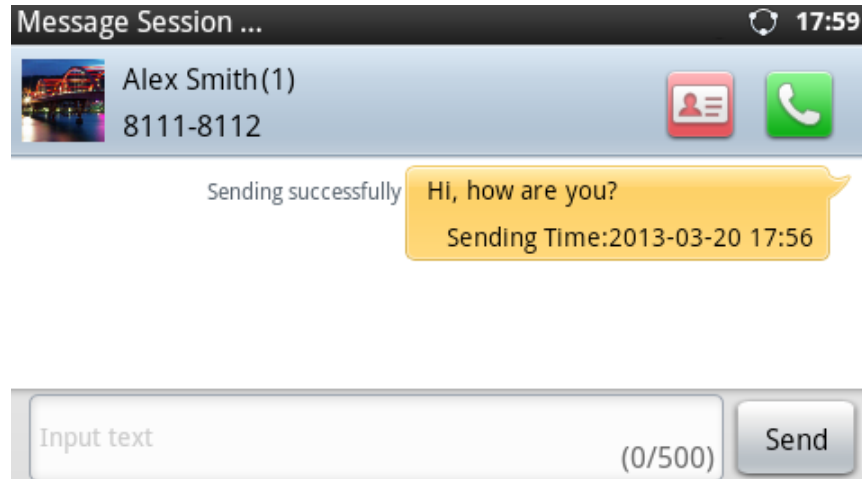 Message Session ...
17:59
Alex Smith(1)
8111-8112
Sending successfully
Hi, how are you?
Sending Time:2013-03-20 17:56
Input text
(0/500)
Send